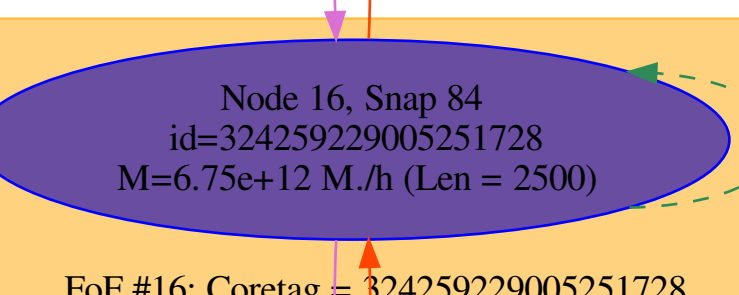 Node 16, Snap 84
id=324259229005251728
M=6.75e+12 M./h (Len = 2500)
FoF #16: Coretag = 324259229005251728